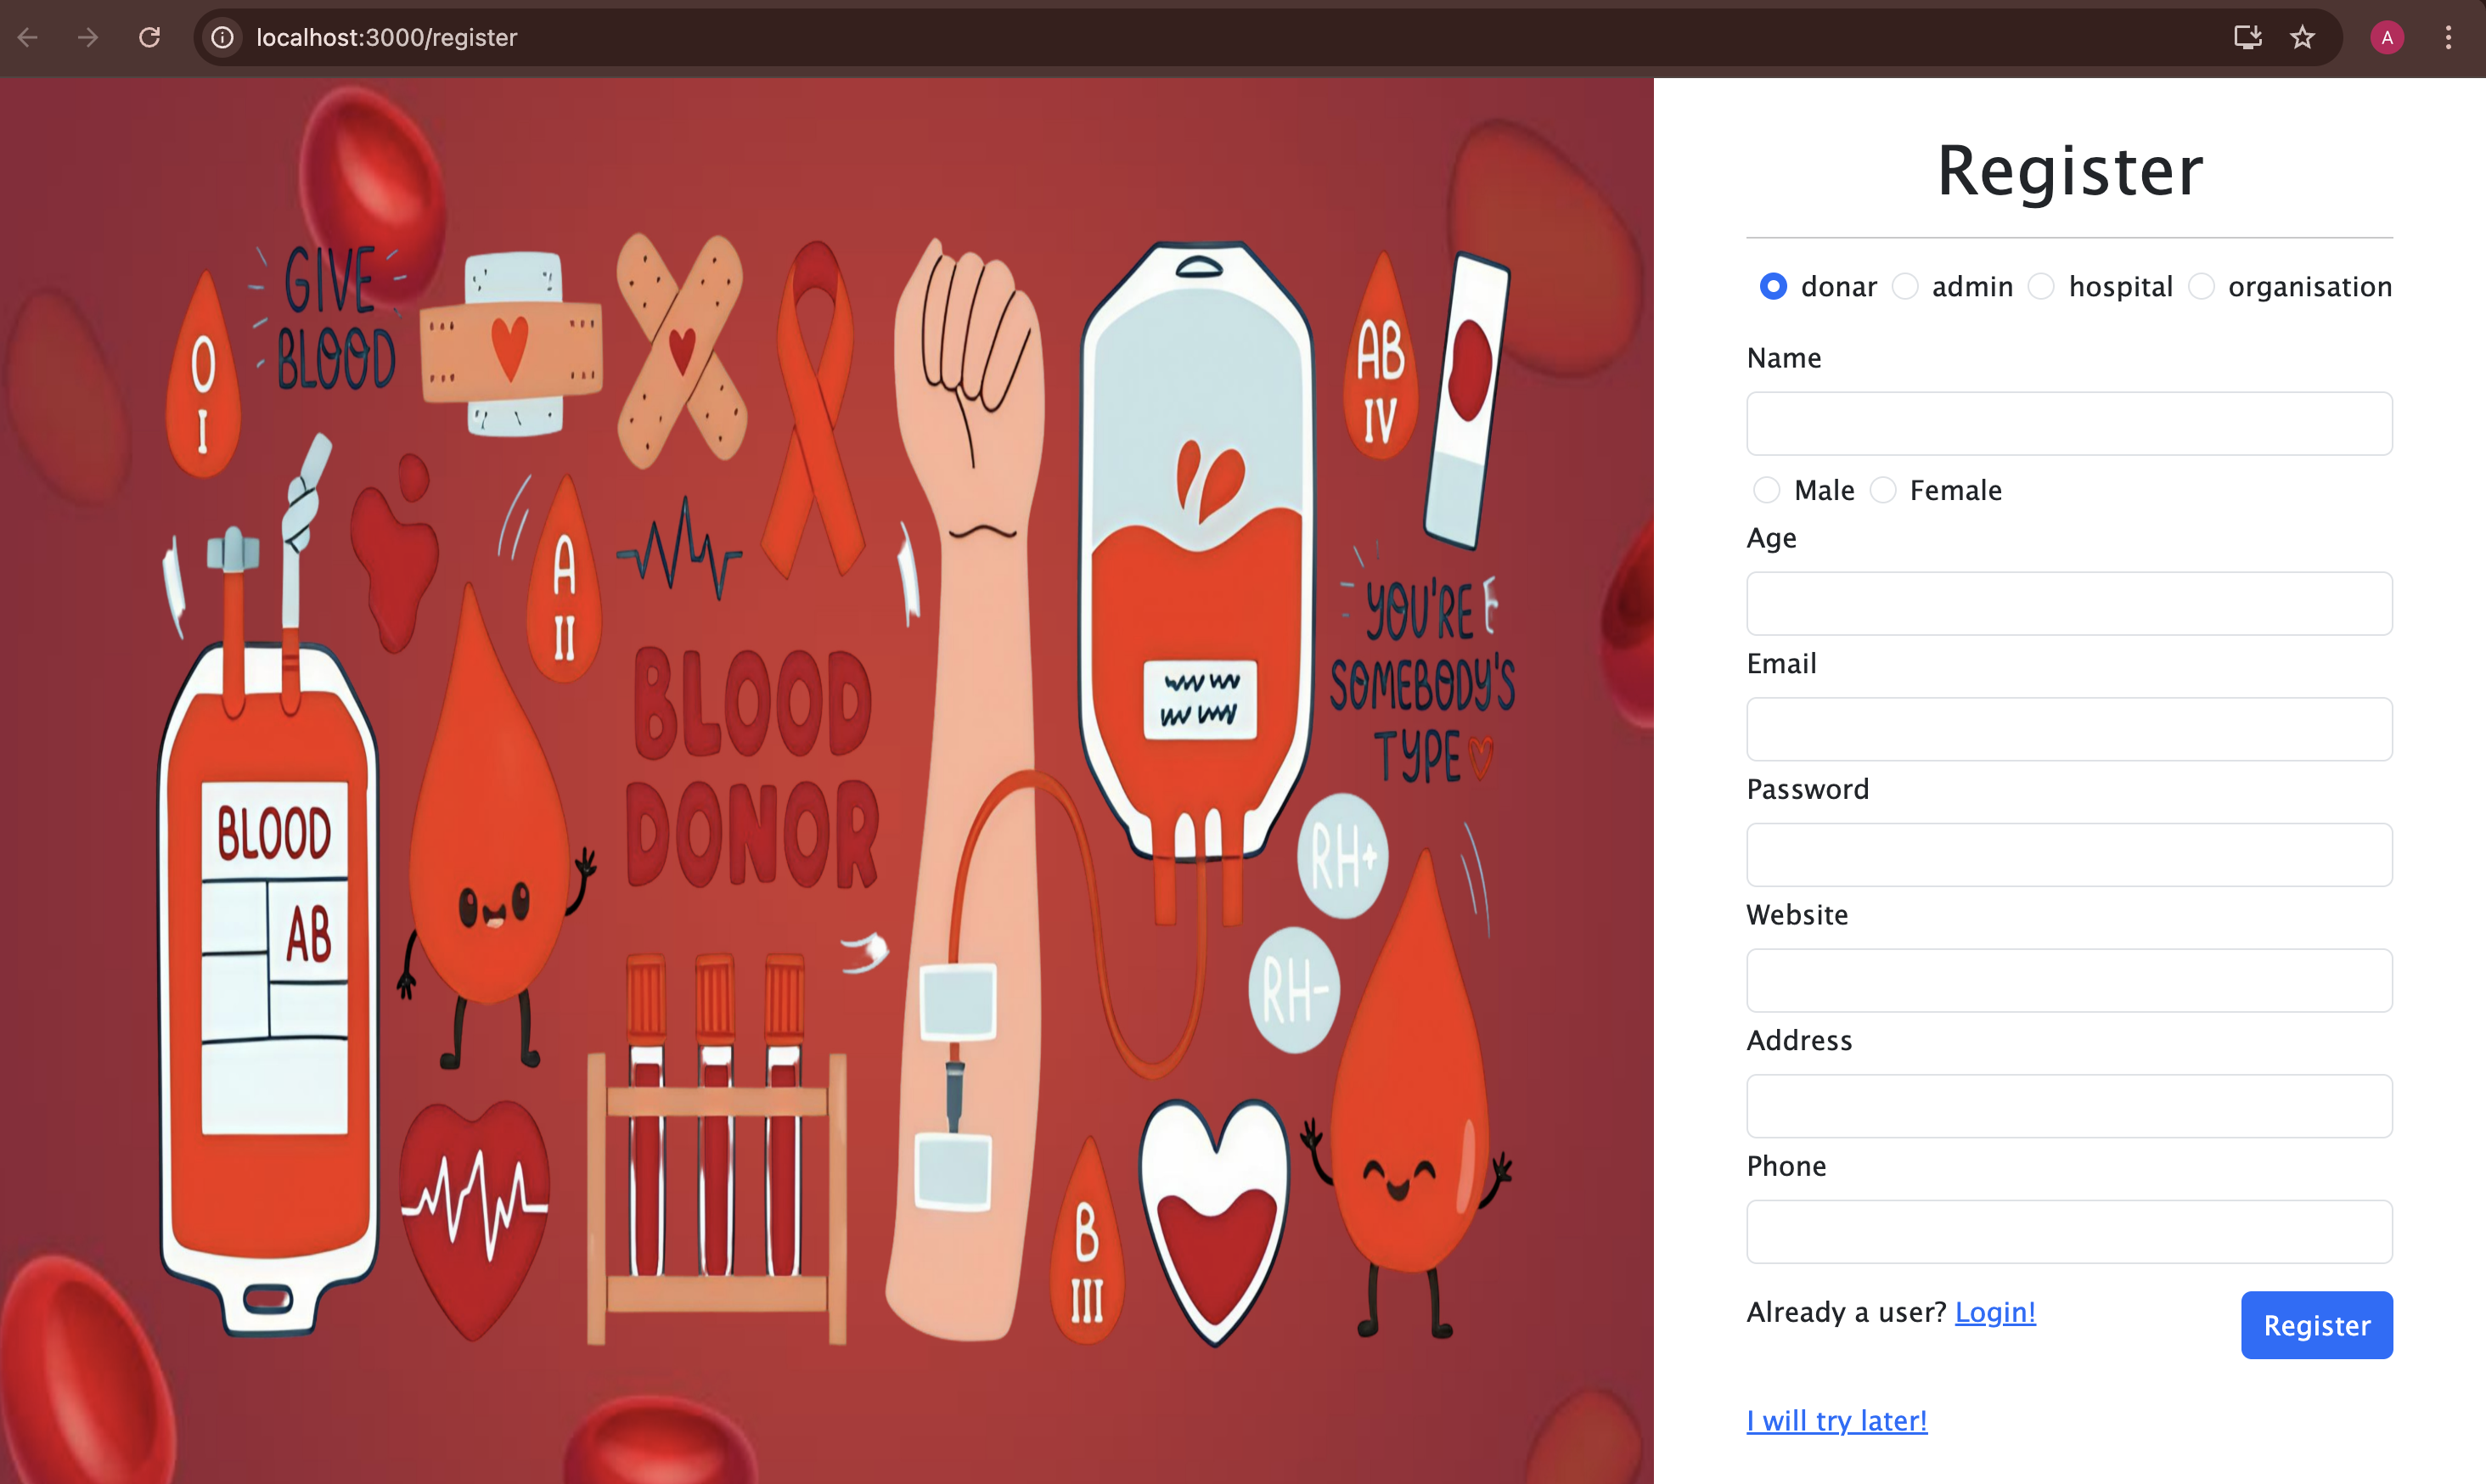 localhost:3000/register
A
GIVE
BLOOD
O
I
A
II
BLOOD
DONOR
BLOOD
AB
AB
IV
YOU'RE
SOMEBODY'S
TYPE
RH+
RH-
B
III
Register
donar admin hospital organisation
Name
Male Female
Age
Email
Password
Website
Address
Phone
Already a user? Login!
Register
I will try later!